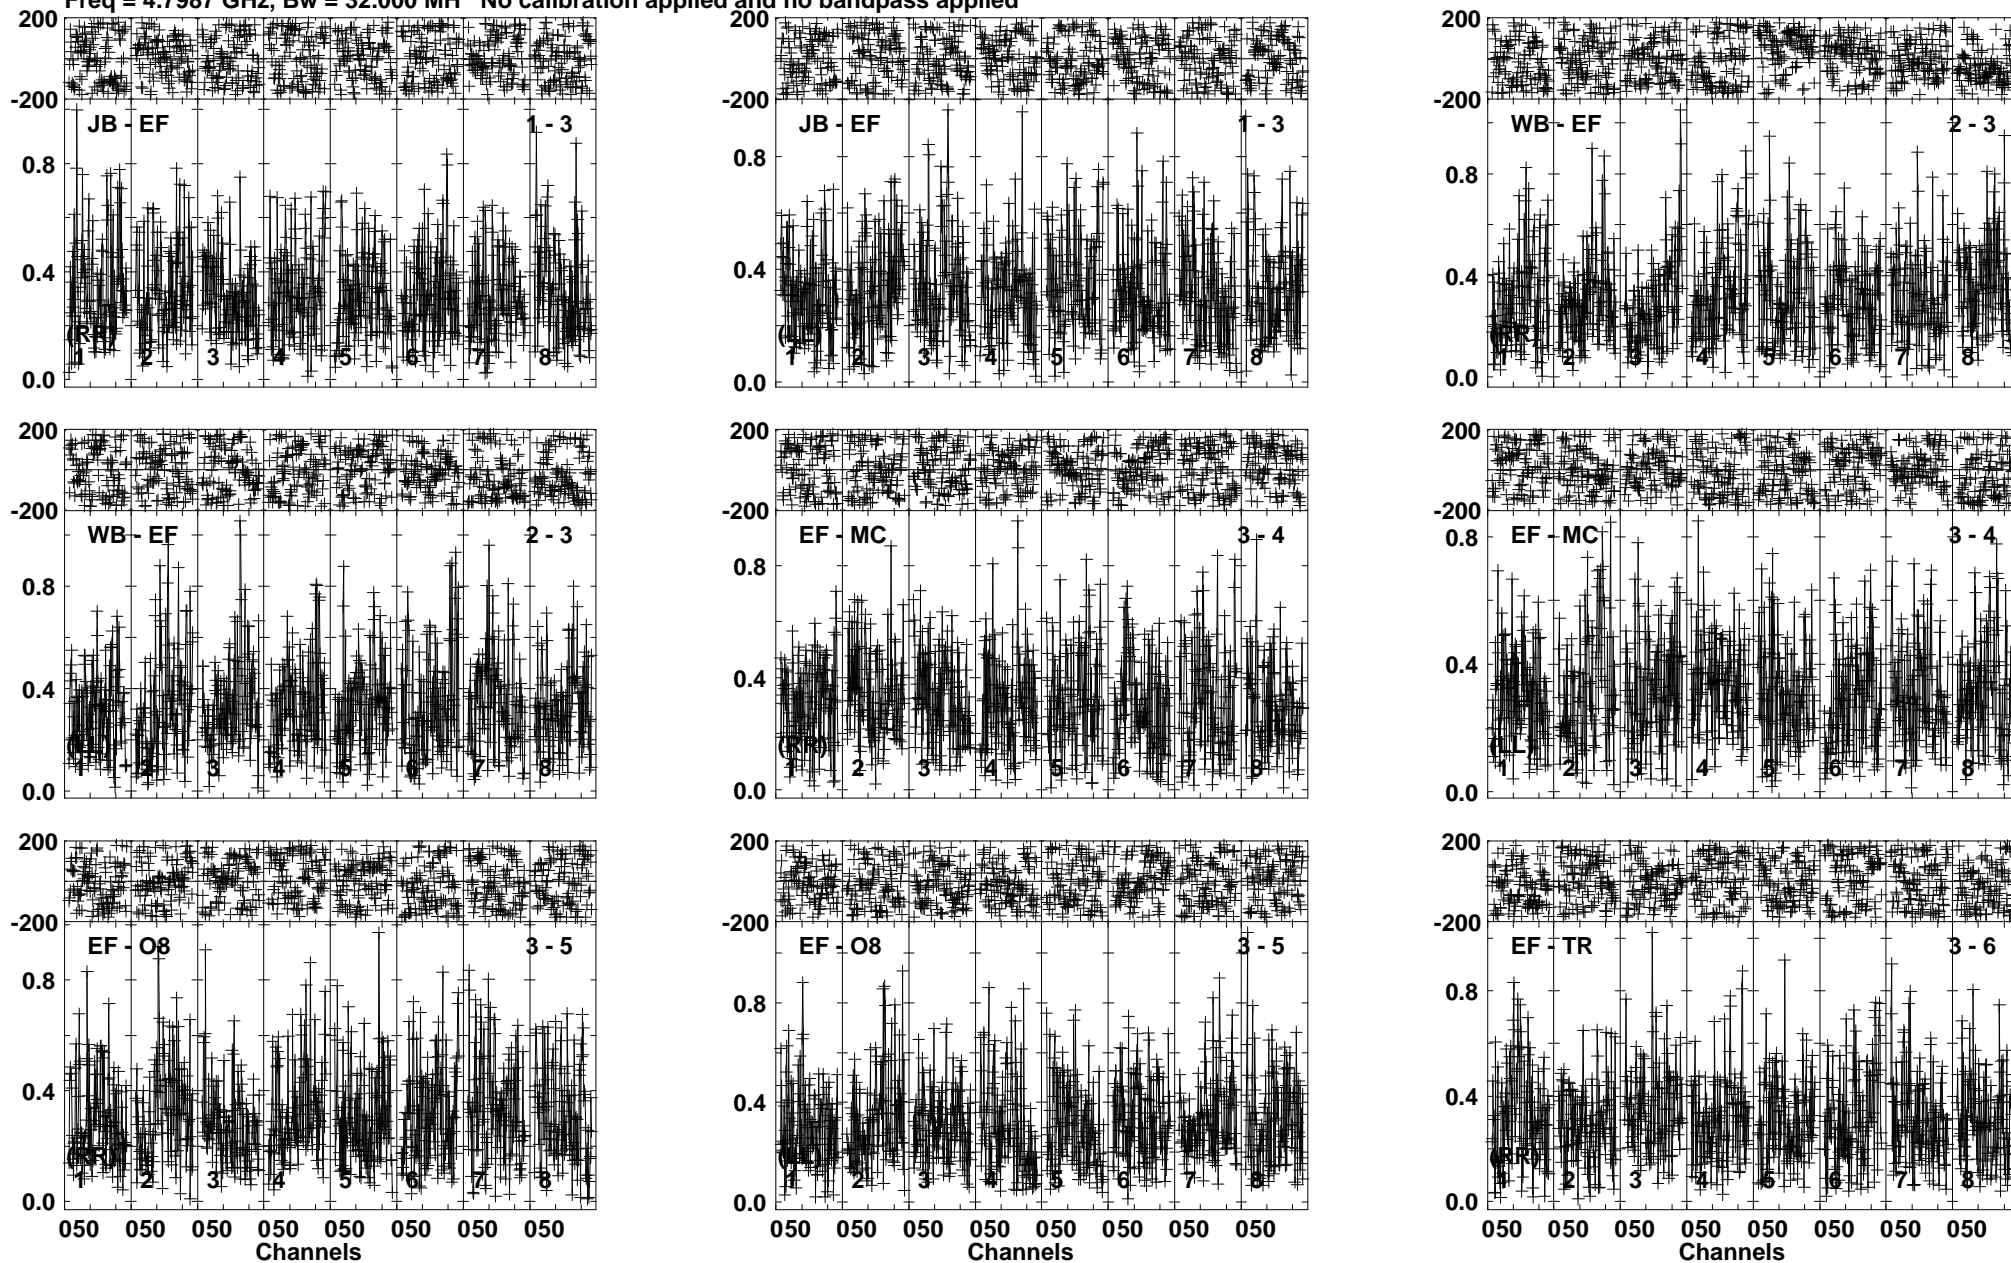 Freq = 4.7987 GHz, Bw = 32.000 MH No calibration applied and no bandpass applied
200 200 200
-200 -200 -200
JB - EF 1 - 3 JB - EF 1 - 3 WB - EF 2 - 3
0.8 0.8 0.8
0.4 0.4 0.4
(RR) (LL) (RR)
1 2 3 4 5 6 7 8 1 2 3 4 5 6 7 8 1 2 3 4 5 6 7 8
0.0 0.0 0.0
200 200 200
-200 -200 -200
WB - EF 2 - 3 EF - MC 3 - 4 EF - MC 3 - 4
0.8 0.8 0.8
0.4 0.4 0.4
(LL) (RR) (LL)
1 2 3 4 5 6 7 8 1 2 3 4 5 6 7 8 1 2 3 4 5 6 7 8
0.0 0.0 0.0
200 200 200
-200 -200 -200
EF - O8 3 - 5 EF - O8 3 - 5 EF - TR 3 - 6
0.8 0.8 0.8
0.4 0.4 0.4
(RR) (LL) (RR)
1 2 3 4 5 6 7 8 1 2 3 4 5 6 7 8 1 2 3 4 5 6 7 8
0.0 0.0 0.0
050 050 050 050 050 050 050 050 050 050 050 050 050 050 050 050 050 050 050 050 050 050 050 050
Channels Channels Channels